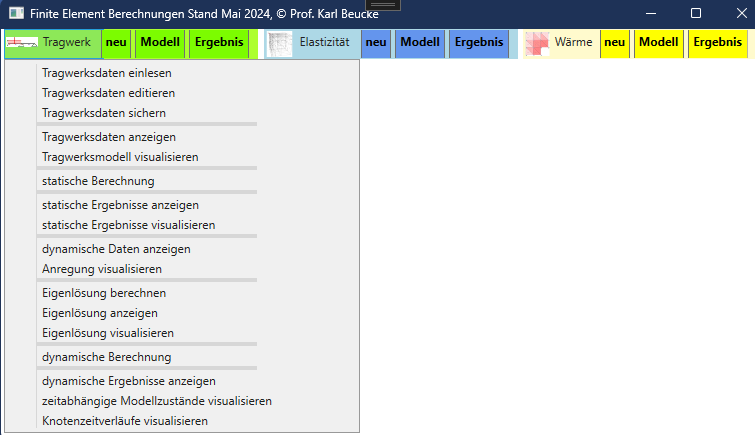 Finite Element Berechnungen Stand Mai 2024, © Prof. Karl Beucke
Tragwerk neu Modell Ergebnis Elastizität neu Modell Ergebnis Wärme neu Modell Ergebnis
Tragwerksdaten einlesen
Tragwerksdaten editieren
Tragwerksdaten sichern
Tragwerksdaten anzeigen
Tragwerksmodell visualisieren
statische Berechnung
statische Ergebnisse anzeigen
statische Ergebnisse visualisieren
dynamische Daten anzeigen
Anregung visualisieren
Eigenlösung berechnen
Eigenlösung anzeigen
Eigenlösung visualisieren
dynamische Berechnung
dynamische Ergebnisse anzeigen
zeitabhängige Modellzustände visualisieren
Knotenzeitverläufe visualisieren